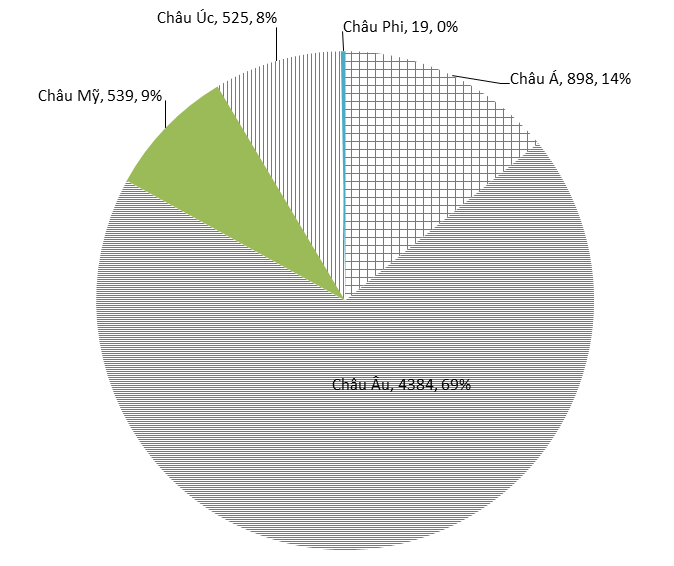 Châu Úc, 525, 8%
Châu Phi, 19, 0%
Châu Á, 898, 14%
Châu Mỹ, 539, 9%
Châu Âu, 4384, 69%